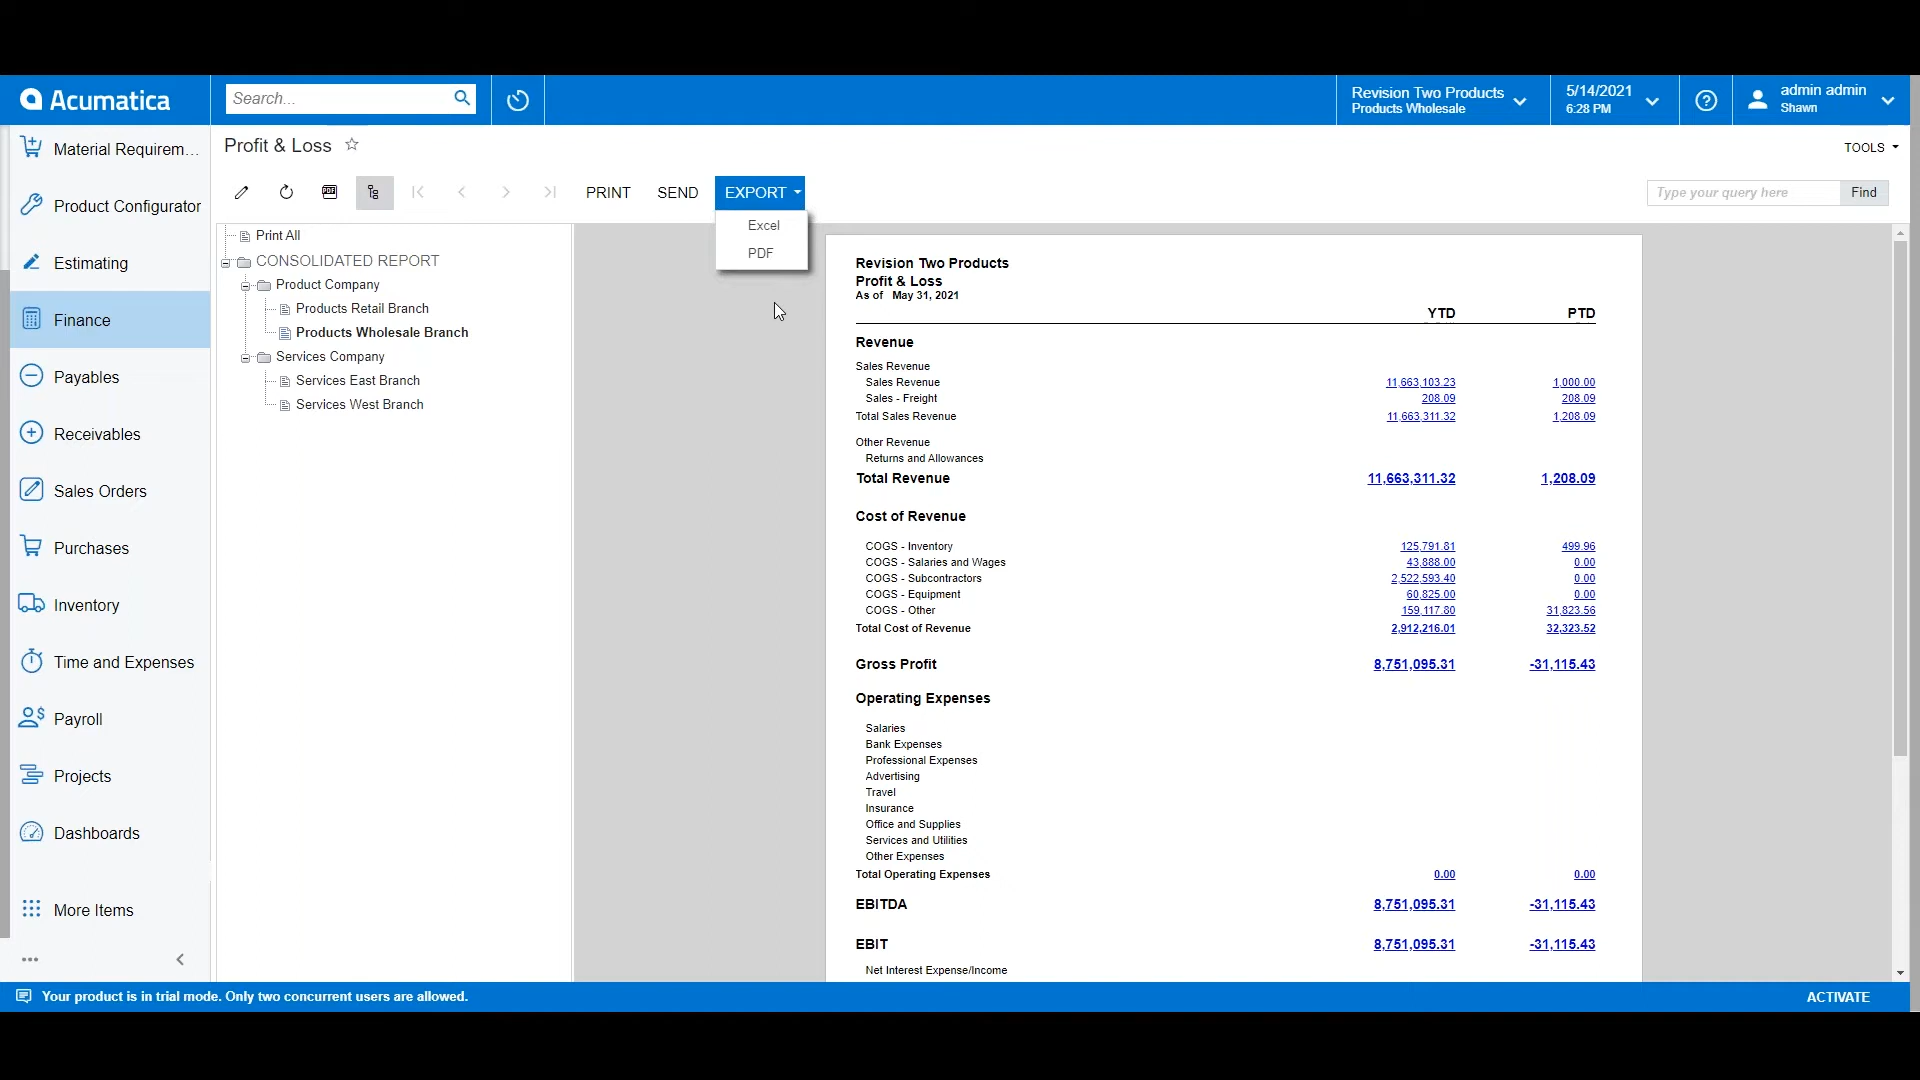 Acumatica
Search...
Revision Two Products
Products Wholesale
5/14/2021
6:28 PM
admin admin
Shawn
Material Requirem...
Product Configurator
Estimating
Finance
Payables
Receivables
Sales Orders
Purchases
Inventory
Time and Expenses
Payroll
Projects
Dashboards
More Items
Profit & Loss
TOOLS
PDF
PRINT SEND EXPORT
Type your query here Find
Excel
PDF
Print All
CONSOLIDATED REPORT
Product Company
Products Retail Branch
Products Wholesale Branch
Services Company
Services East Branch
Services West Branch
Revision Two Products
Profit & Loss
As of May 31, 2021
YTD PTD
Revenue
Sales Revenue
Sales Revenue 11,663,103.23 1,000.00
Sales - Freight 208.09 208.09
Total Sales Revenue 11,663,311.32 1,208.09
Other Revenue
Returns and Allowances
Total Revenue 11,663,311.32 1,208.09
Cost of Revenue
COGS - Inventory 125,791.81 499.96
COGS - Salaries and Wages 43,888.00 0.00
COGS - Subcontractors 2,522,593.40 0.00
COGS - Equipment 60,825.00 0.00
COGS - Other 159,117.80 31,823.56
Total Cost of Revenue 2,912,216.01 32,323.52
Gross Profit 8,751,095.31 -31,115.43
Operating Expenses
Salaries
Bank Expenses
Professional Expenses
Advertising
Travel
Insurance
Office and Supplies
Services and Utilities
Other Expenses
Total Operating Expenses 0.00 0.00
EBITDA 8,751,095.31 -31,115.43
EBIT 8,751,095.31 -31,115.43
Net Interest Expense/Income
Your product is in trial mode. Only two concurrent users are allowed.
ACTIVATE